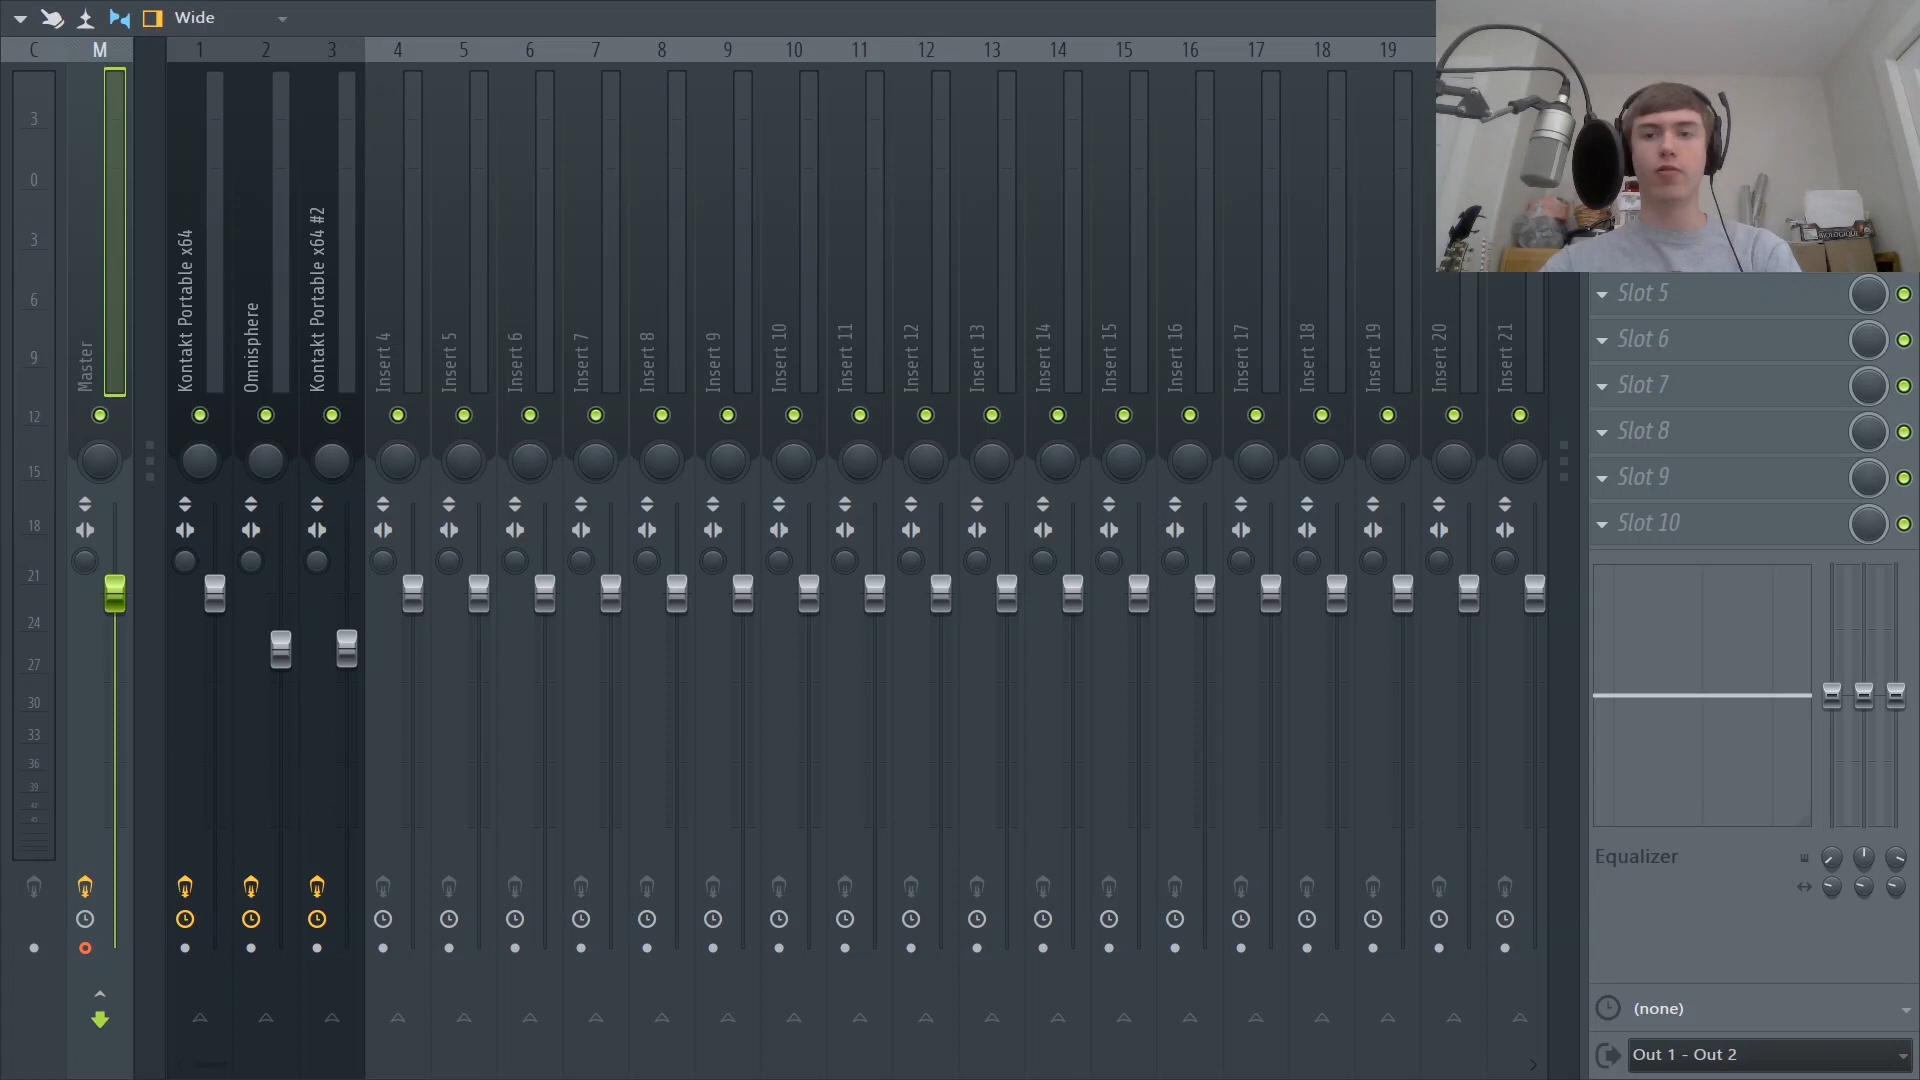 Wide
C M 1 2 3 4 5 6 7 8 9 10 11 12 13 14 15 16 17 18 19
3
0
3
6
9
12
15
18
21
24
27
30
33
36
39
42
45
Master
Kontakt Portable x64
Omnisphere
Kontakt Portable x64 #2
Insert 4
Insert 5
Insert 6
Insert 7
Insert 8
Insert 9
Insert 10
Insert 11
Insert 12
Insert 13
Insert 14
Insert 15
Insert 16
Insert 17
Insert 18
Insert 19
Insert 20
Insert 21
BIOLOGIQUE
Slot 5
Slot 6
Slot 7
Slot 8
Slot 9
Slot 10
Equalizer
(none)
Out 1 - Out 2